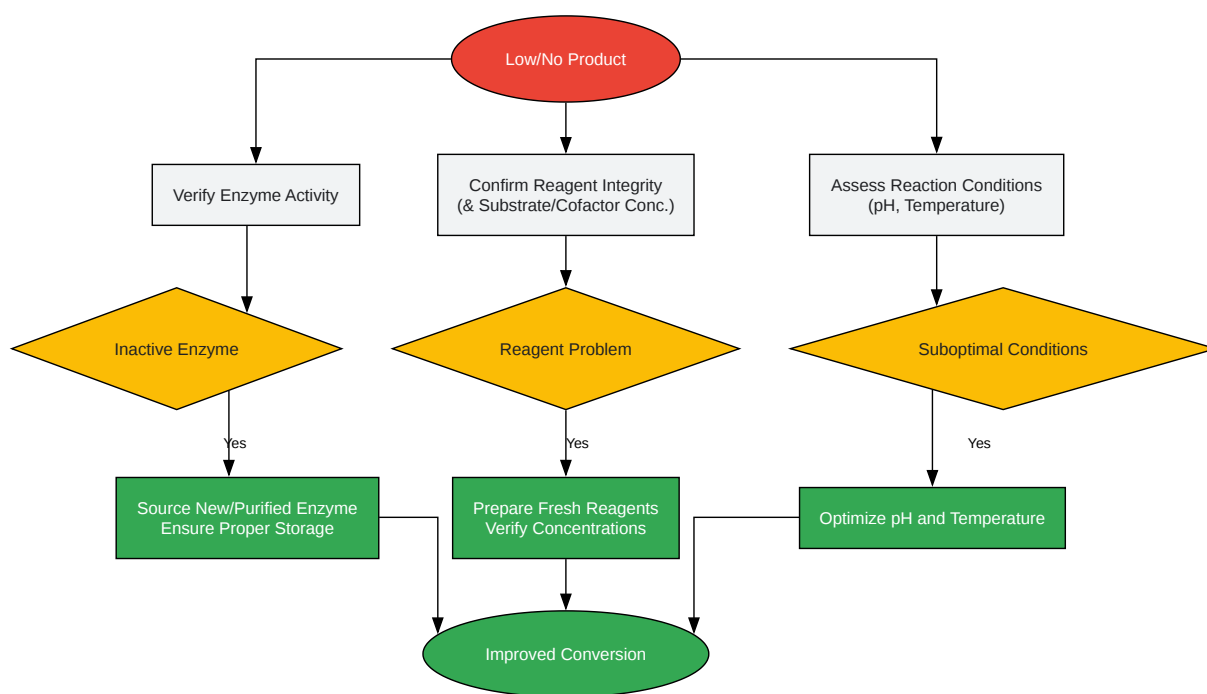 Low/No Product
Verify Enzyme Activity
Confirm Reagent Integrity
(& Substrate/Cofactor Conc.)
Assess Reaction Conditions
(pH, Temperature)
Inactive Enzyme
Reagent Problem
Suboptimal Conditions
Yes
Yes
Yes
Source New/Purified Enzyme
Ensure Proper Storage
Prepare Fresh Reagents
Verify Concentrations
Optimize pH and Temperature
Improved Conversion